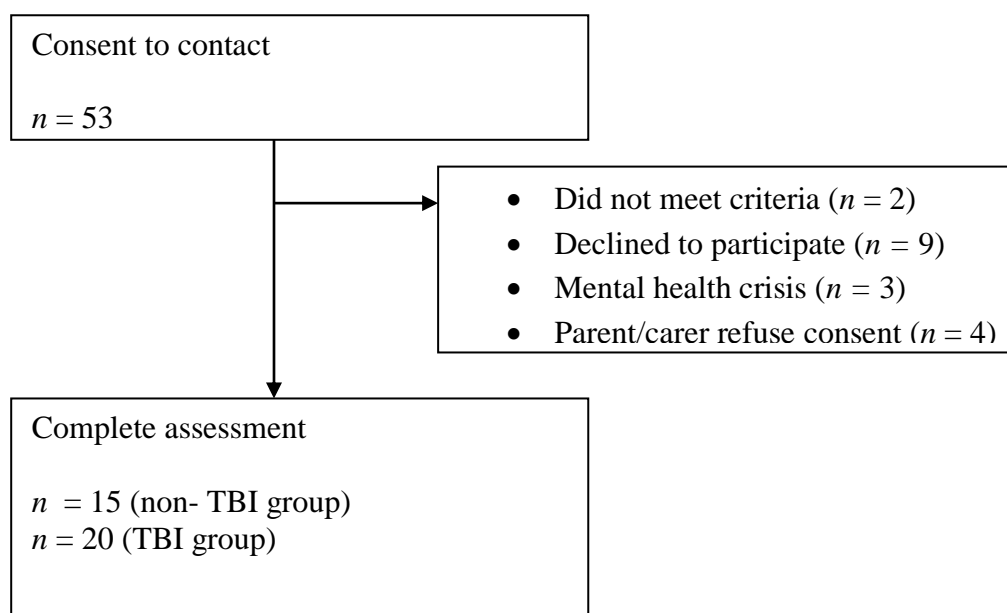 Consent to contact
n = 53
• Did not meet criteria (n = 2)
• Declined to participate (n = 9)
• Mental health crisis (n = 3)
• Parent/carer refuse consent (n = 4)
Complete assessment
n = 15 (non- TBI group)
n = 20 (TBI group)